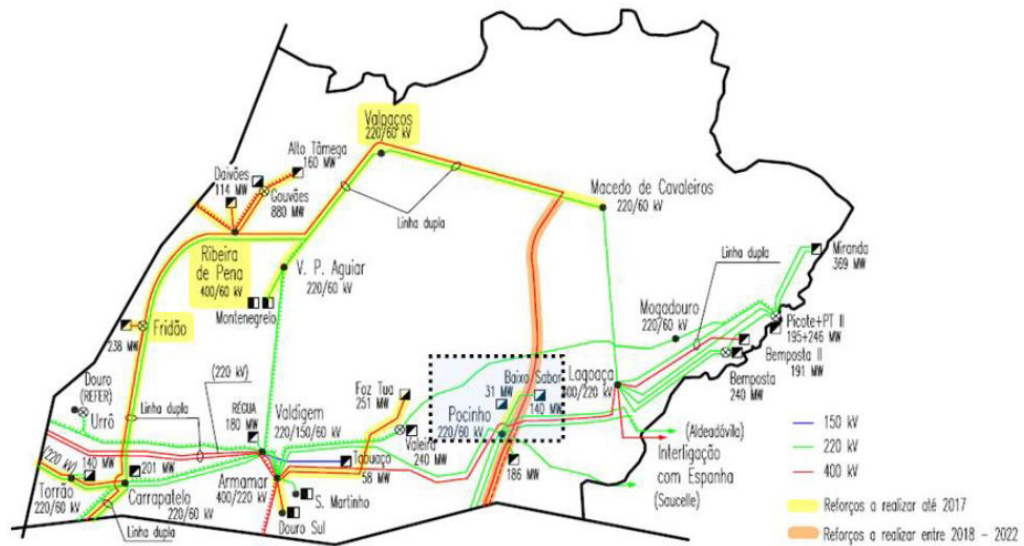 Valpaços
220/60 kV
Alto Tâmega
160 MW
Daivões
114 MW
Gouvães
880 MW
Linha dupla
Macedo de Cavaleiros
220/60 kV
Ribeira
de Pena
400/60 kV
V. P. Aguiar
220/60 kV
Montenegrelo
Linha dupla
Miranda
369 MW
Mogadouro
220/60 kV
Picote+PT II
195+246 MW
Bemposta II
191 MW
Bemposta
240 MW
Fridão
238 MW
Douro
(REFER)
Urrô
(220 kV)
Linha dupla
RÉGUA
180 MW
Valdigem
220/150/60 kV
Foz Tua
251 MW
Baixo Sabor
31 MW
140 MW
Pocinho
220/60 kV
Lagoaça
400/220 kV
Valeira
240 MW
Tabuaço
58 MW
186 MW
(Aldeadávila)
Interligação
com Espanha
(Saucelle)
(220 kV)
140 MW
201 MW
Torrão
220/60 kV
Carrapatelo
220/60 kV
Armamar
400/220 kV
S. Martinho
Douro Sul
Linha dupla
150 kV
220 kV
400 kV
Reforços a realizar até 2017
Reforços a realizar entre 2018 - 2022